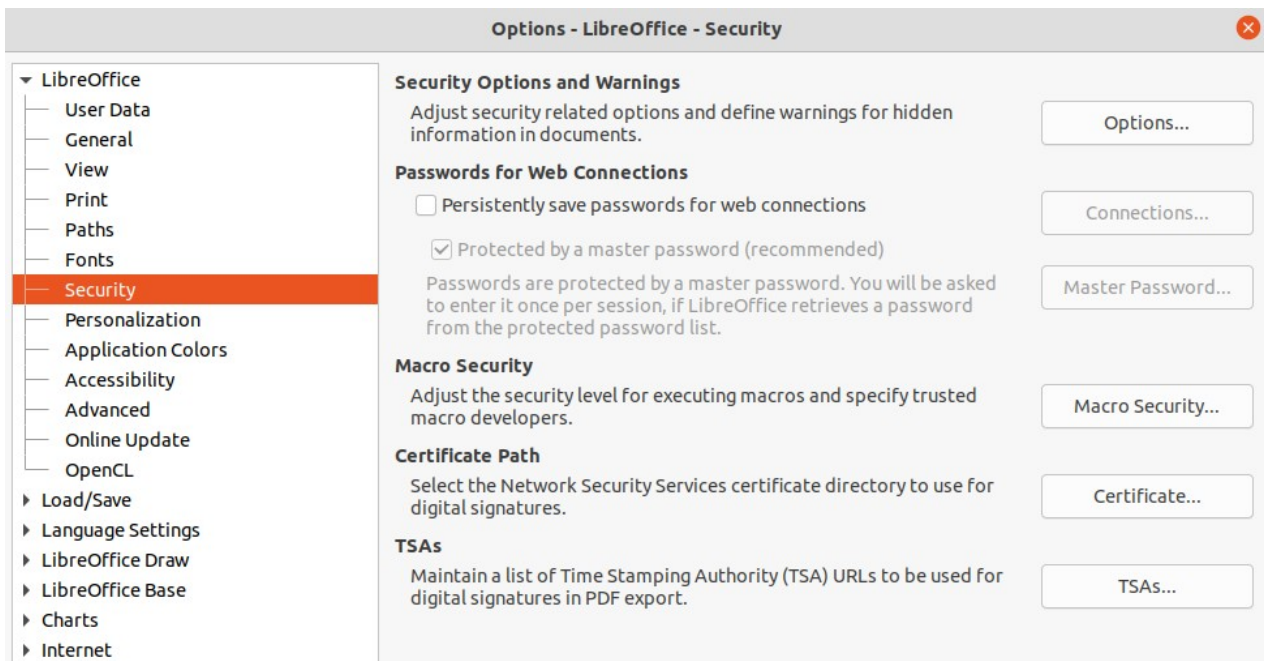 Options - LibreOffice - Security
LibreOffice
User Data
General
View
Print
Paths
Fonts
Security
Personalization
Application Colors
Accessibility
Advanced
Online Update
OpenCL
Load/Save
Language Settings
LibreOffice Draw
LibreOffice Base
Charts
Internet
Security Options and Warnings
Adjust security related options and define warnings for hidden
information in documents.
Options...
Passwords for Web Connections
Persistently save passwords for web connections
Connections...
Protected by a master password (recommended)
Passwords are protected by a master password. You will be asked
to enter it once per session, if LibreOffice retrieves a password
from the protected password list.
Master Password...
Macro Security
Adjust the security level for executing macros and specify trusted
macro developers.
Macro Security...
Certificate Path
Select the Network Security Services certificate directory to use for
digital signatures.
Certificate...
TSAs
Maintain a list of Time Stamping Authority (TSA) URLs to be used for
digital signatures in PDF export.
TSAs...